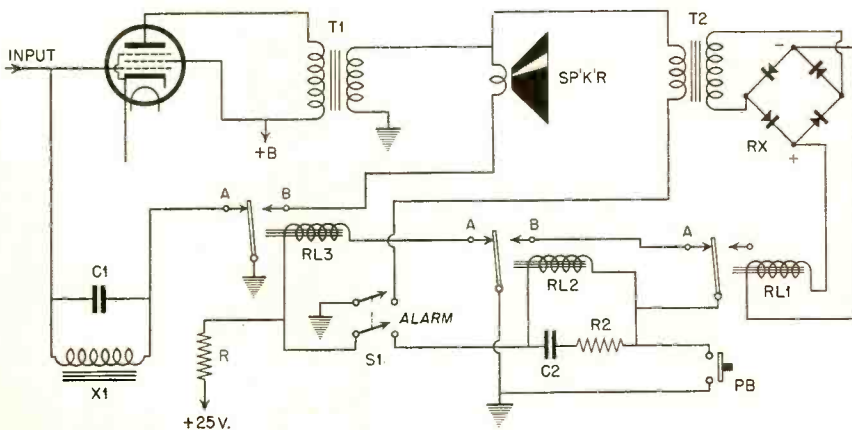 INPUT
T1
SP'K'R
T2
+B
RX
-
+
A
B
A
B
A
RL3
RL2
RL1
C1
ALARM
S1
R
R2
C2
PB
X1
+25V.